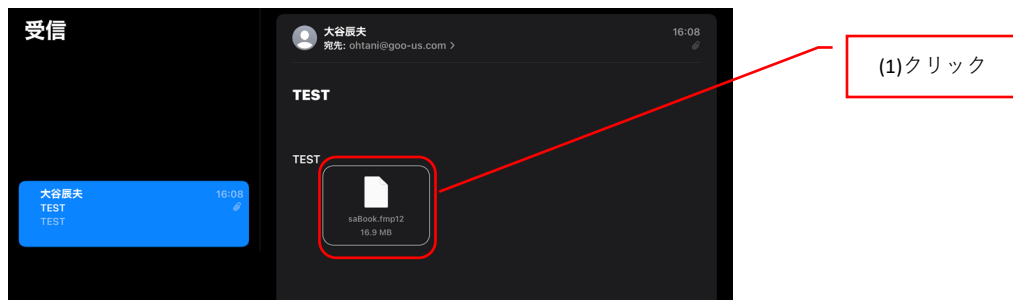 受信
大谷辰夫 16:08
宛先: ohtani@goo-us.com >
TEST
TEST
saBook.fmp12
16.9 MB
大谷辰夫 16:08
TEST
TEST
(1)クリック